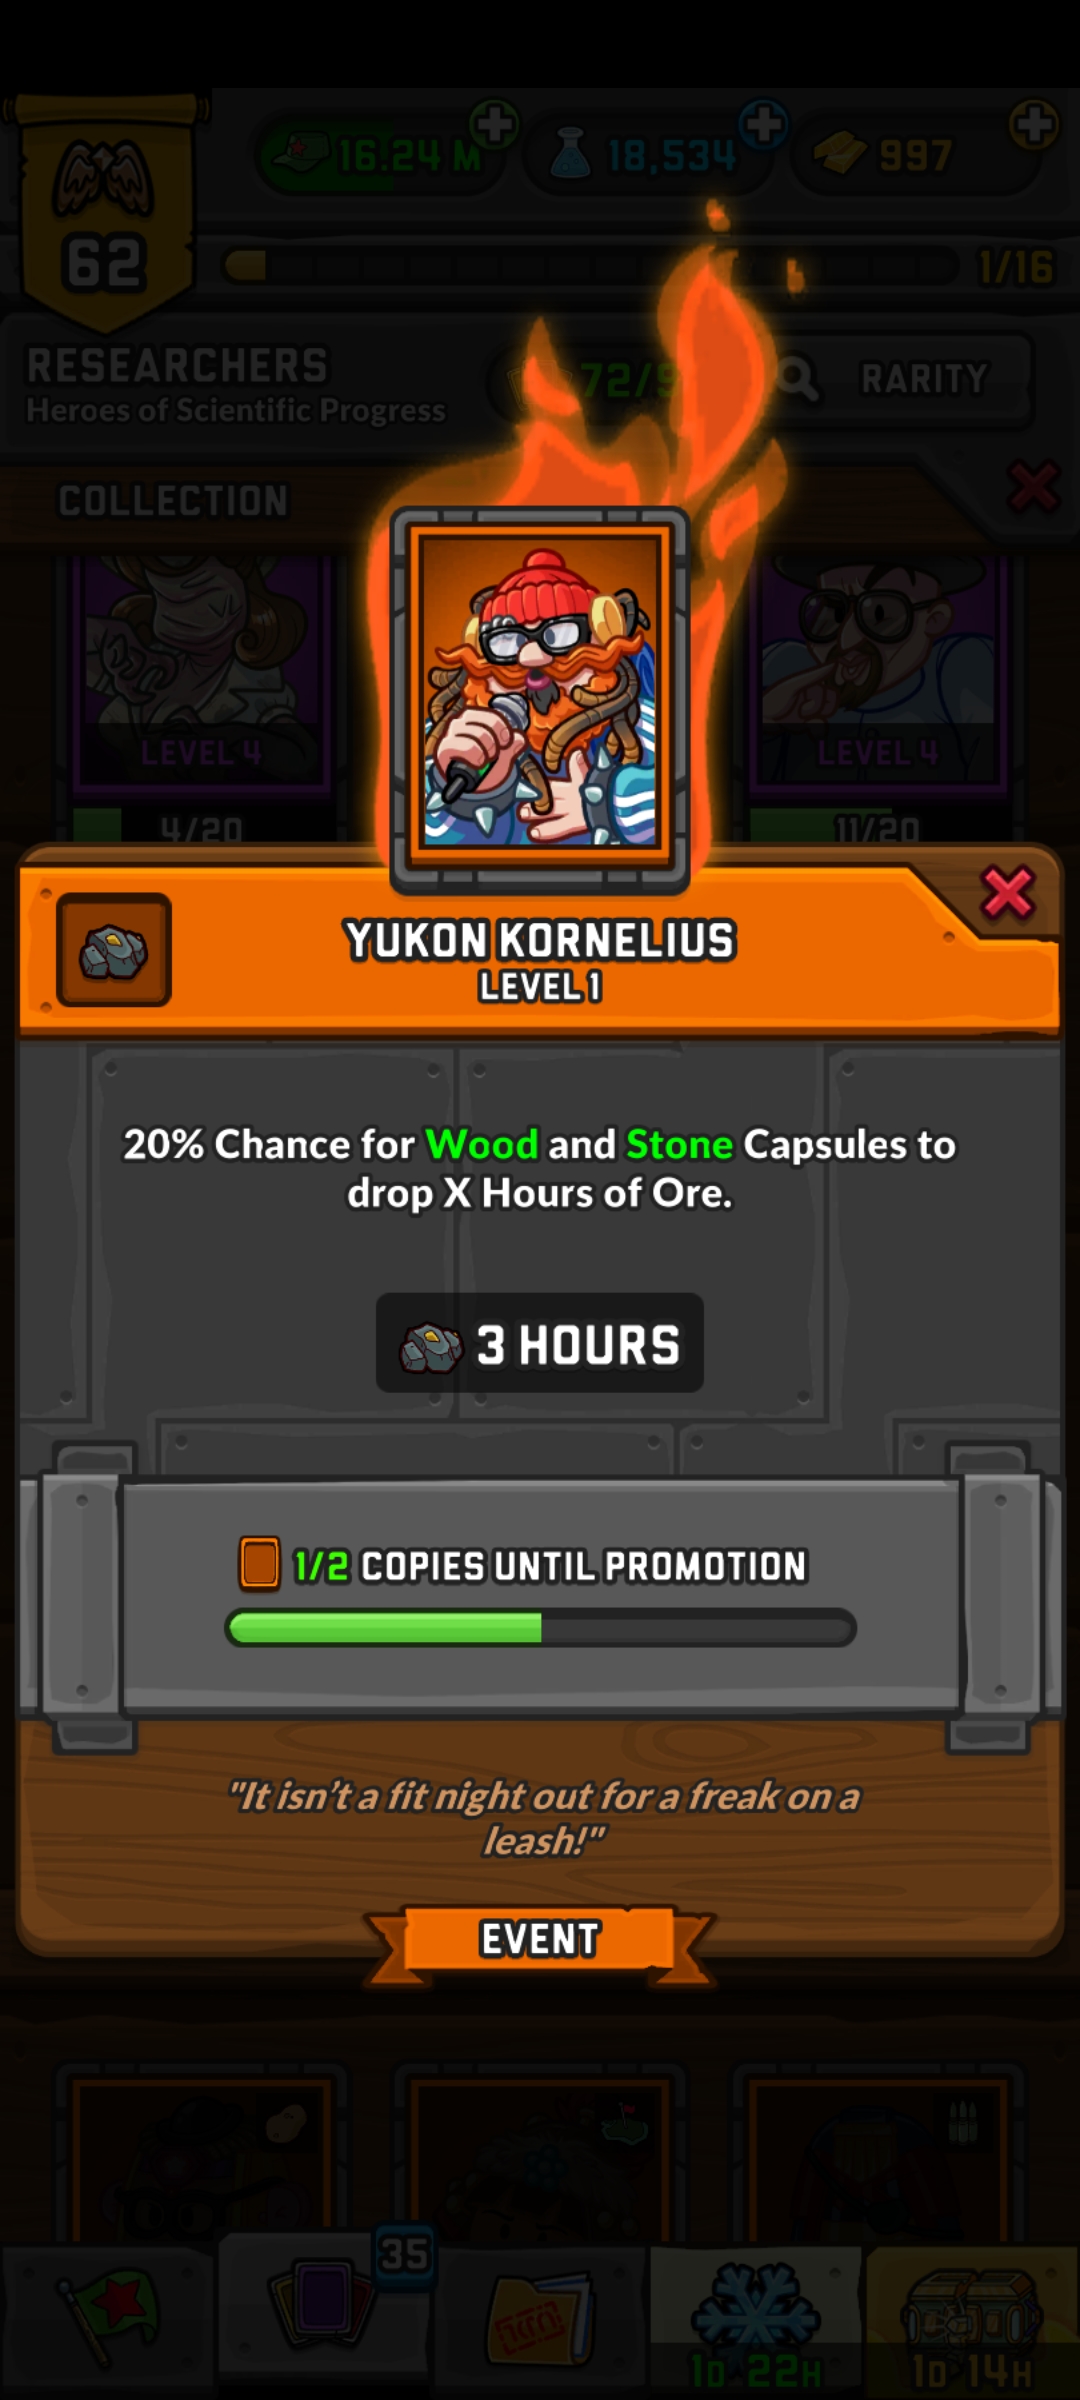 16.24 M
18,534
997
62
1/16
RESEARCHERS
Heroes of Scientific Progress
72/9
RARITY
COLLECTION
LEVEL 4
LEVEL 4
4/20
11/20
YUKON KORNELIUS
LEVEL 1
20% Chance for Wood and Stone Capsules to
drop X Hours of Ore.
3 HOURS
1/2 COPIES UNTIL PROMOTION
"It isn't a fit night out for a freak on a
leash!"
EVENT
35
1D 22H
1D 14H